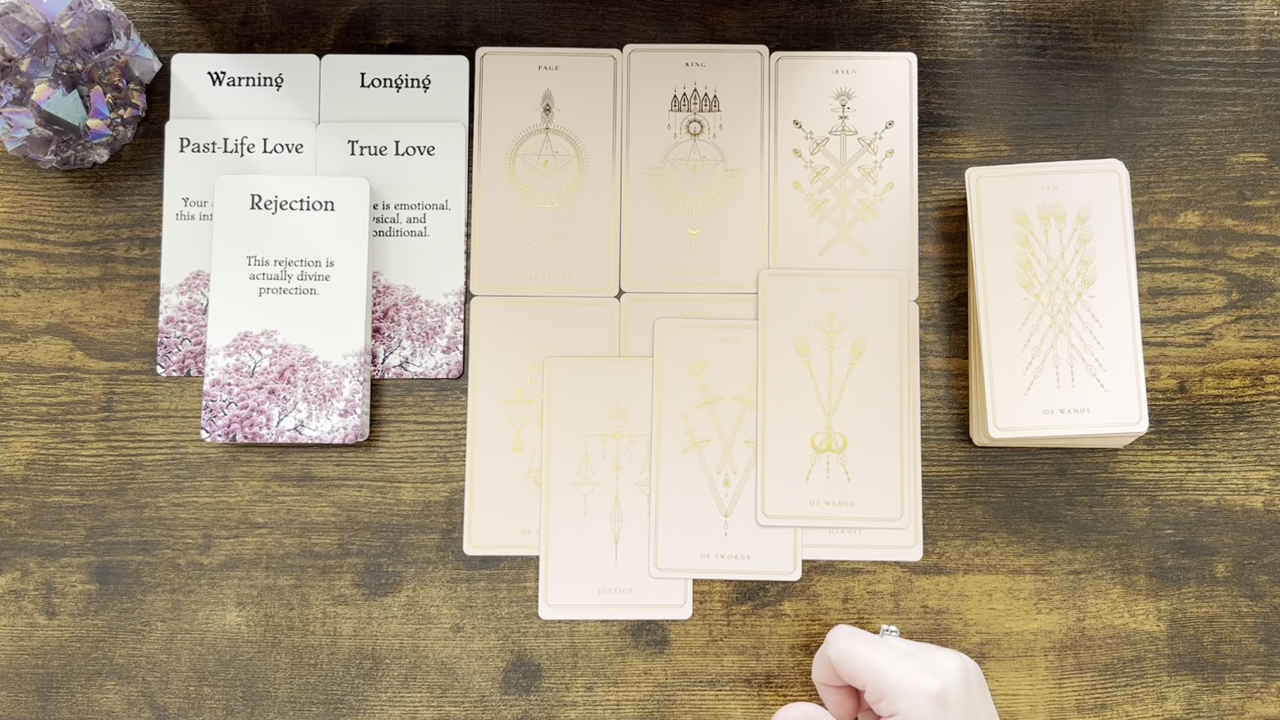 Warning
Longing
Past-Life Love
True Love
Your
this in
e is emotional,
ysical, and
onditional.
Rejection
This rejection is
actually divine
protection.
PAGE
KING
SEVEN
TEN
OF WANDS
OF
JUSTICE
OF SWORDS
OF WANDS
HERMIT